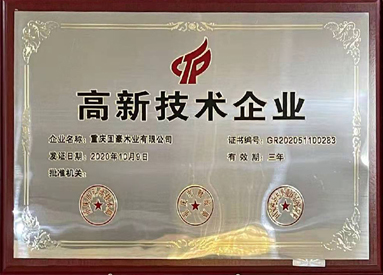 高新技术企业
企业名称：重庆国豪木业有限公司 证书编号：GR202051100283
发证日期：2020年10月9日 有效期：三年
批准机关：